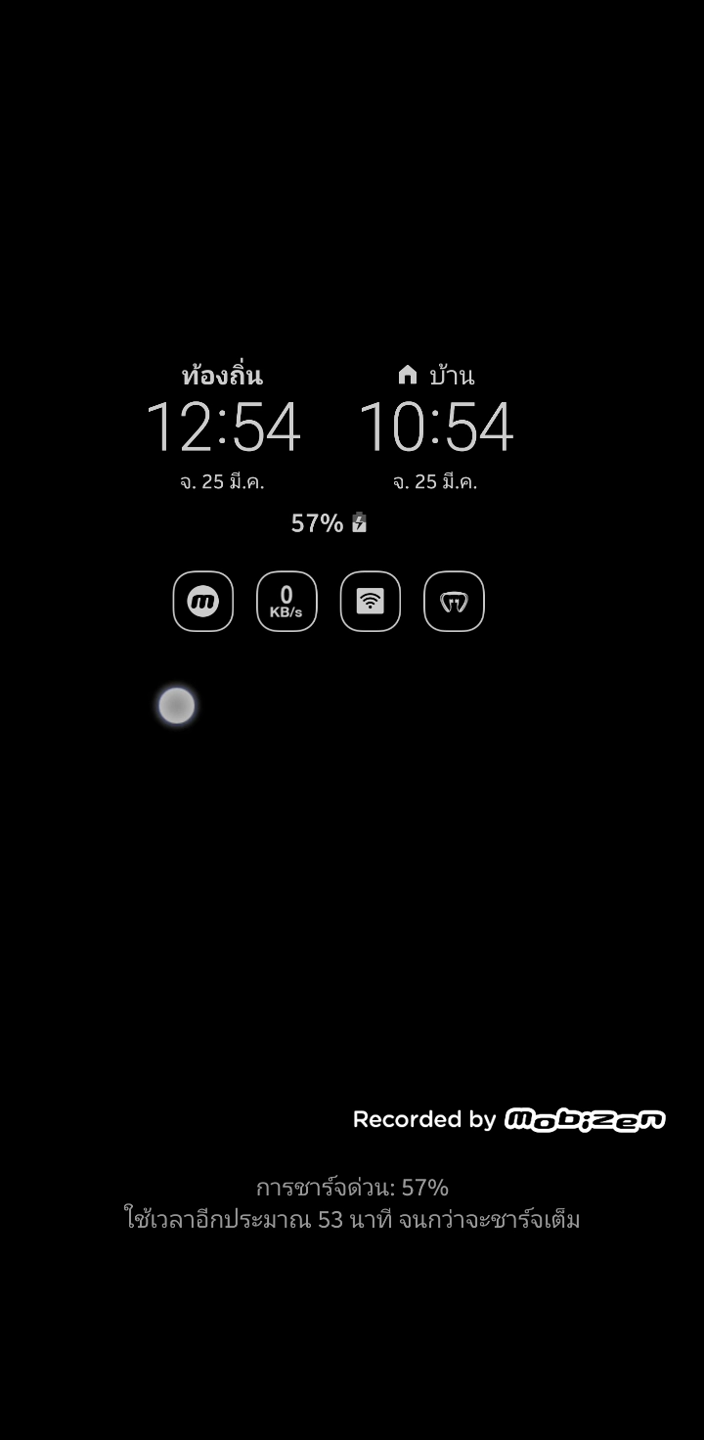 ท้องถิ่น บ้าน
12:54 10:54
จ. 25 มี.ค. จ. 25 มี.ค.
57%
m 0 KB/s
Recorded by mobizen
การชาร์จด่วน: 57%
ใช้เวลาอีกประมาณ 53 นาที จนกว่าจะชาร์จเต็ม